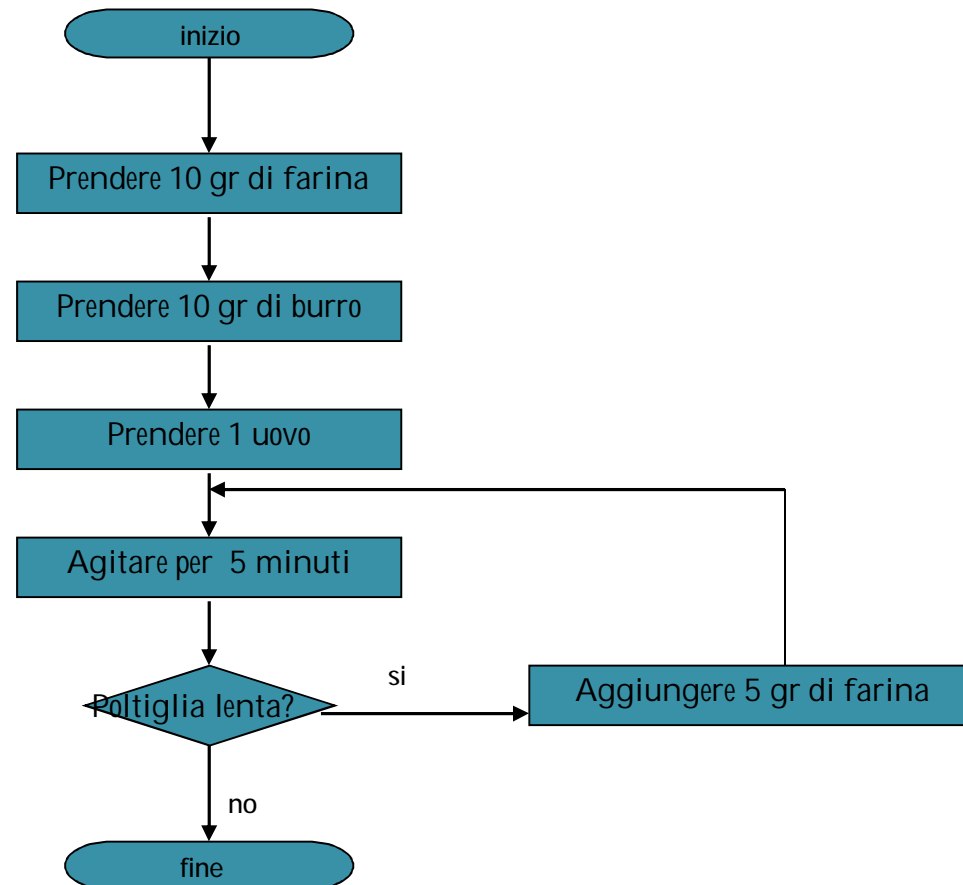 inizio
Prendere 10 gr di farina
Prendere 10 gr di burro
Prendere 1 uovo
Agitare per 5 minuti
Poltiglia lenta?
si
Aggiungere 5 gr di farina
no
fine